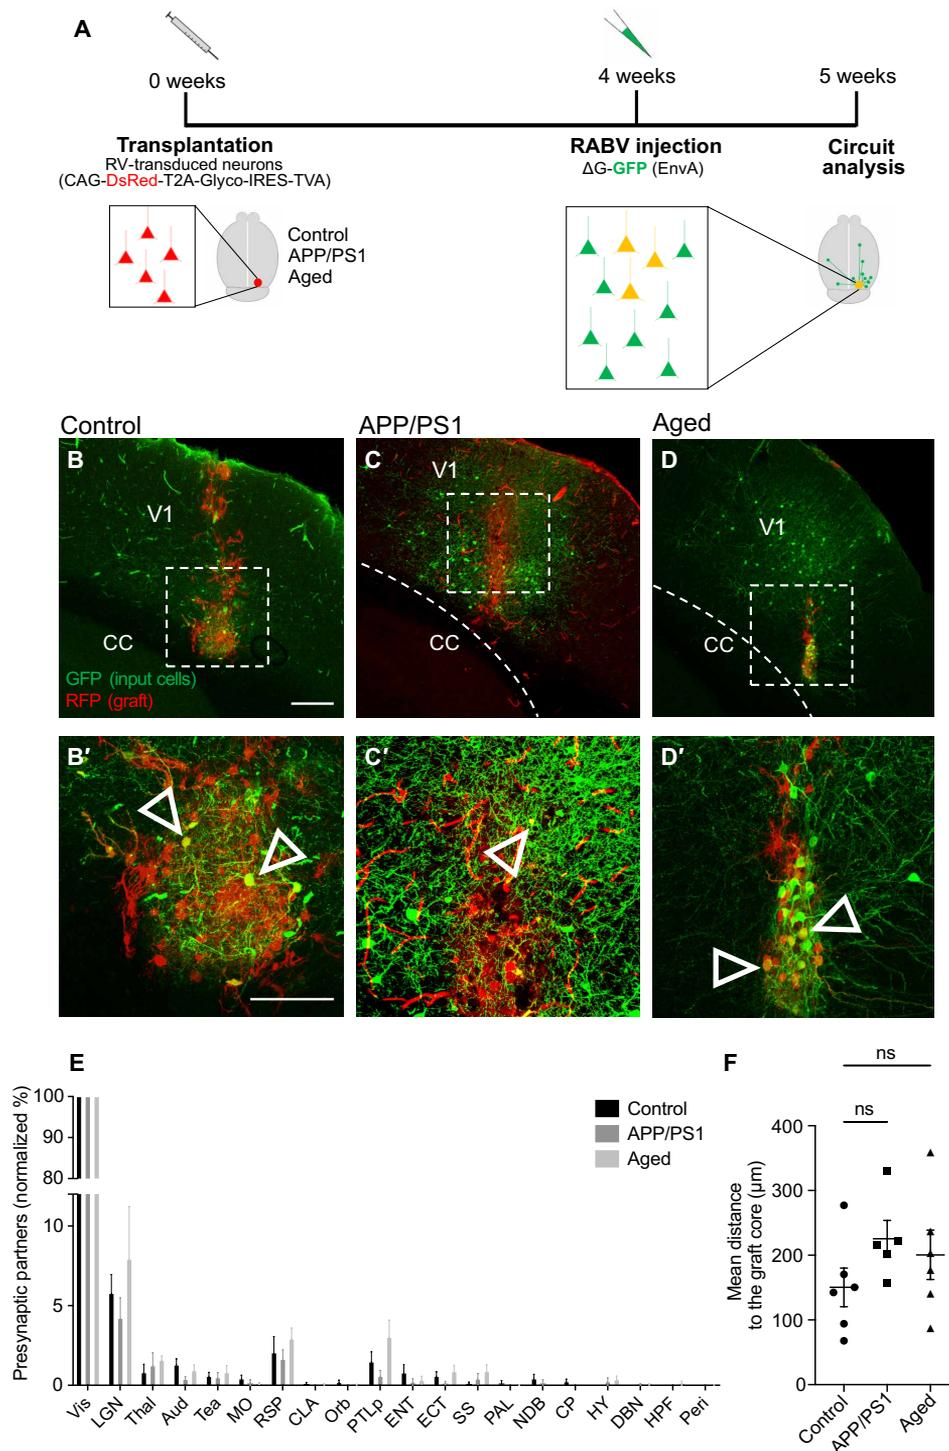 A
0 weeks
4 weeks
5 weeks
Transplantation
RV-transduced neurons
(CAG-DsRed-T2A-Glyco-IRES-TVA)
RABV injection
ΔG-GFP (EnvA)
Circuit
analysis
Control
APP/PS1
Aged
Control
APP/PS1
Aged
B
V1
CC
GFP (input cells)
RFP (graft)
C
V1
CC
D
V1
CC
B′
C′
D′
E
Presynaptic partners (normalized %)
100
90
80
10
5
0
Control
APP/PS1
Aged
Vis
LGN
Thal
Aud
Tea
MO
RSP
CLA
Orb
PTLp
ENT
ECT
SS
PAL
NDB
CP
HY
DBN
HPF
Peri
F
ns
ns
Mean distance
to the graft core (μm)
400
300
200
100
0
Control
APP/PS1
Aged